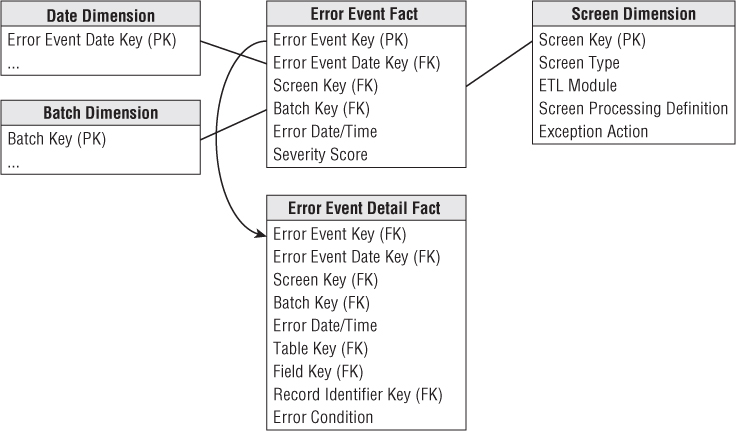 Date Dimension
Error Event Date Key (PK)
...
Batch Dimension
Batch Key (PK)
...
Error Event Fact
Error Event Key (PK)
Error Event Date Key (FK)
Screen Key (FK)
Batch Key (FK)
Error Date/Time
Severity Score
Screen Dimension
Screen Key (PK)
Screen Type
ETL Module
Screen Processing Definition
Exception Action
Error Event Detail Fact
Error Event Key (FK)
Error Event Date Key (FK)
Screen Key (FK)
Batch Key (FK)
Error Date/Time
Table Key (FK)
Field Key (FK)
Record Identifier Key (FK)
Error Condition